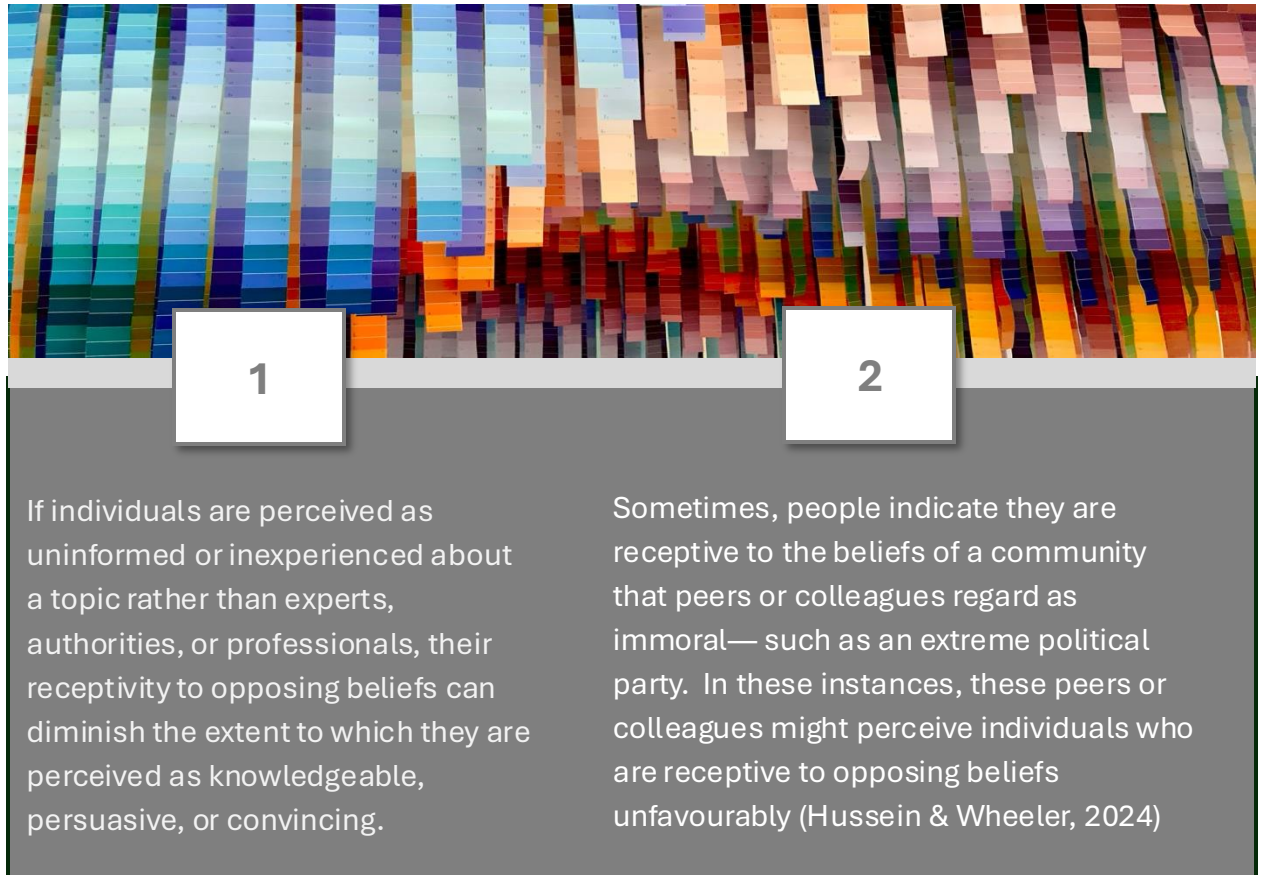 1
If individuals are perceived as
uninformed or inexperienced about
a topic rather than experts,
authorities, or professionals, their
receptivity to opposing beliefs can
diminish the extent to which they are
perceived as knowledgeable,
persuasive, or convincing.
2
Sometimes, people indicate they are
receptive to the beliefs of a community
that peers or colleagues regard as
immoral— such as an extreme political
party.  In these instances, these peers or
colleagues might perceive individuals who
are receptive to opposing beliefs
unfavourably (Hussein & Wheeler, 2024)